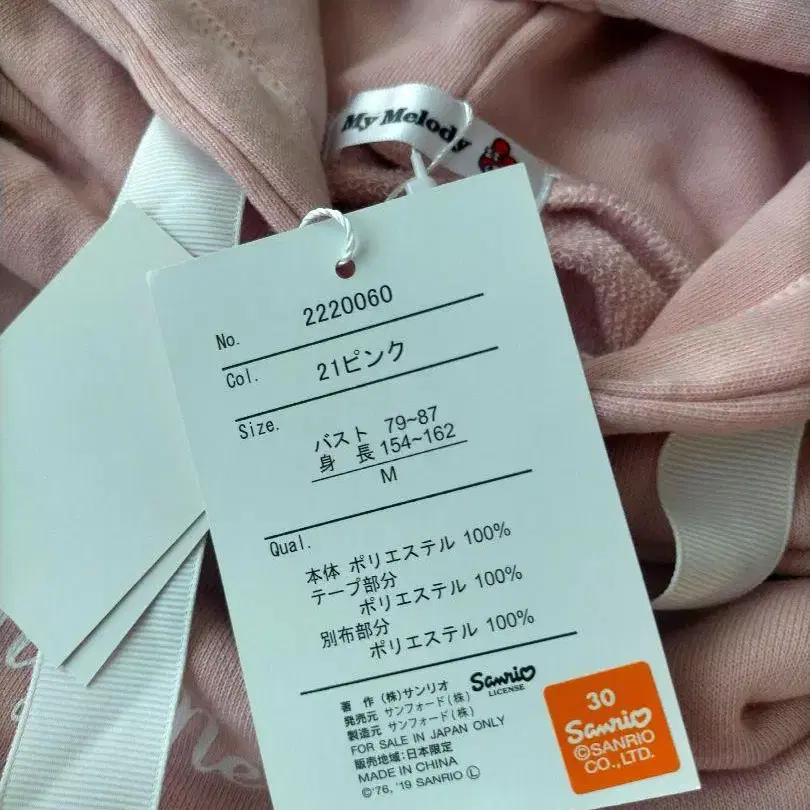 My Melody
No. 2220060
Col. 21ピンク
Size. バスト 79~87
身 長 154~162
M
Qual.
本体 ポリエステル 100%
テープ部分
ポリエステル 100%
別布部分
ポリエステル 100%
著 作 (株)サンリオ
発売元 サンフォード(株)
製造元 サンフォード(株)
FOR SALE IN JAPAN ONLY
販売地域:日本限定
MADE IN CHINA
©'76, '19 SANRIO Ⓛ
Sanrio
LICENSE
30
Sanrio
©SANRIO
CO.,LTD.